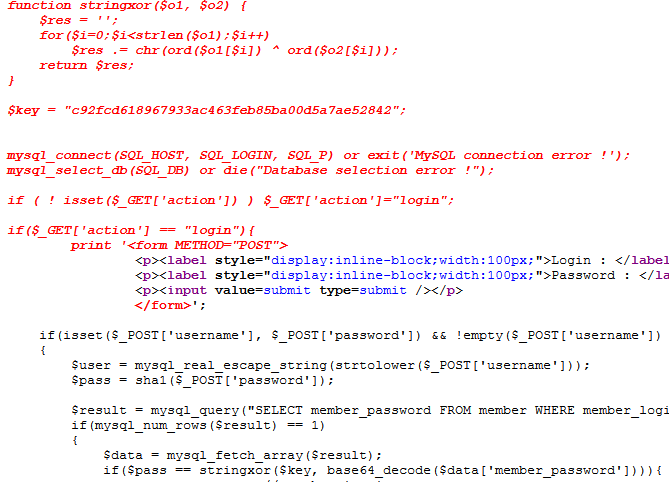 function stringxor($o1, $o2) {
    $res = '';
    for($i=0;$i<strlen($o1);$i++)
        $res .= chr(ord($o1[$i]) ^ ord($o2[$i]));
    return $res;
}

$key = "c92fcd618967933ac463feb85ba00d5a7ae52842";

mysql_connect(SQL_HOST, SQL_LOGIN, SQL_P) or exit('MySQL connection error !');
mysql_select_db(SQL_DB) or die("Database selection error !");

if ( ! isset($_GET['action']) ) $_GET['action']="login";

if($_GET['action'] == "login"){
        print '<form METHOD="POST">
                <p><label style="display:inline-block;width:100px;">Login : </label
                <p><label style="display:inline-block;width:100px;">Password : </la
                <p><input value=submit type=submit /></p>
                </form>';

    if(isset($_POST['username'], $_POST['password']) && !empty($_POST['username'])
    {
        $user = mysql_real_escape_string(strtolower($_POST['username']));
        $pass = sha1($_POST['password']);

        $result = mysql_query("SELECT member_password FROM member WHERE member_logi
        if(mysql_num_rows($result) == 1)
        {
            $data = mysql_fetch_array($result);
            if($pass == stringxor($key, base64_decode($data['member_password']))){